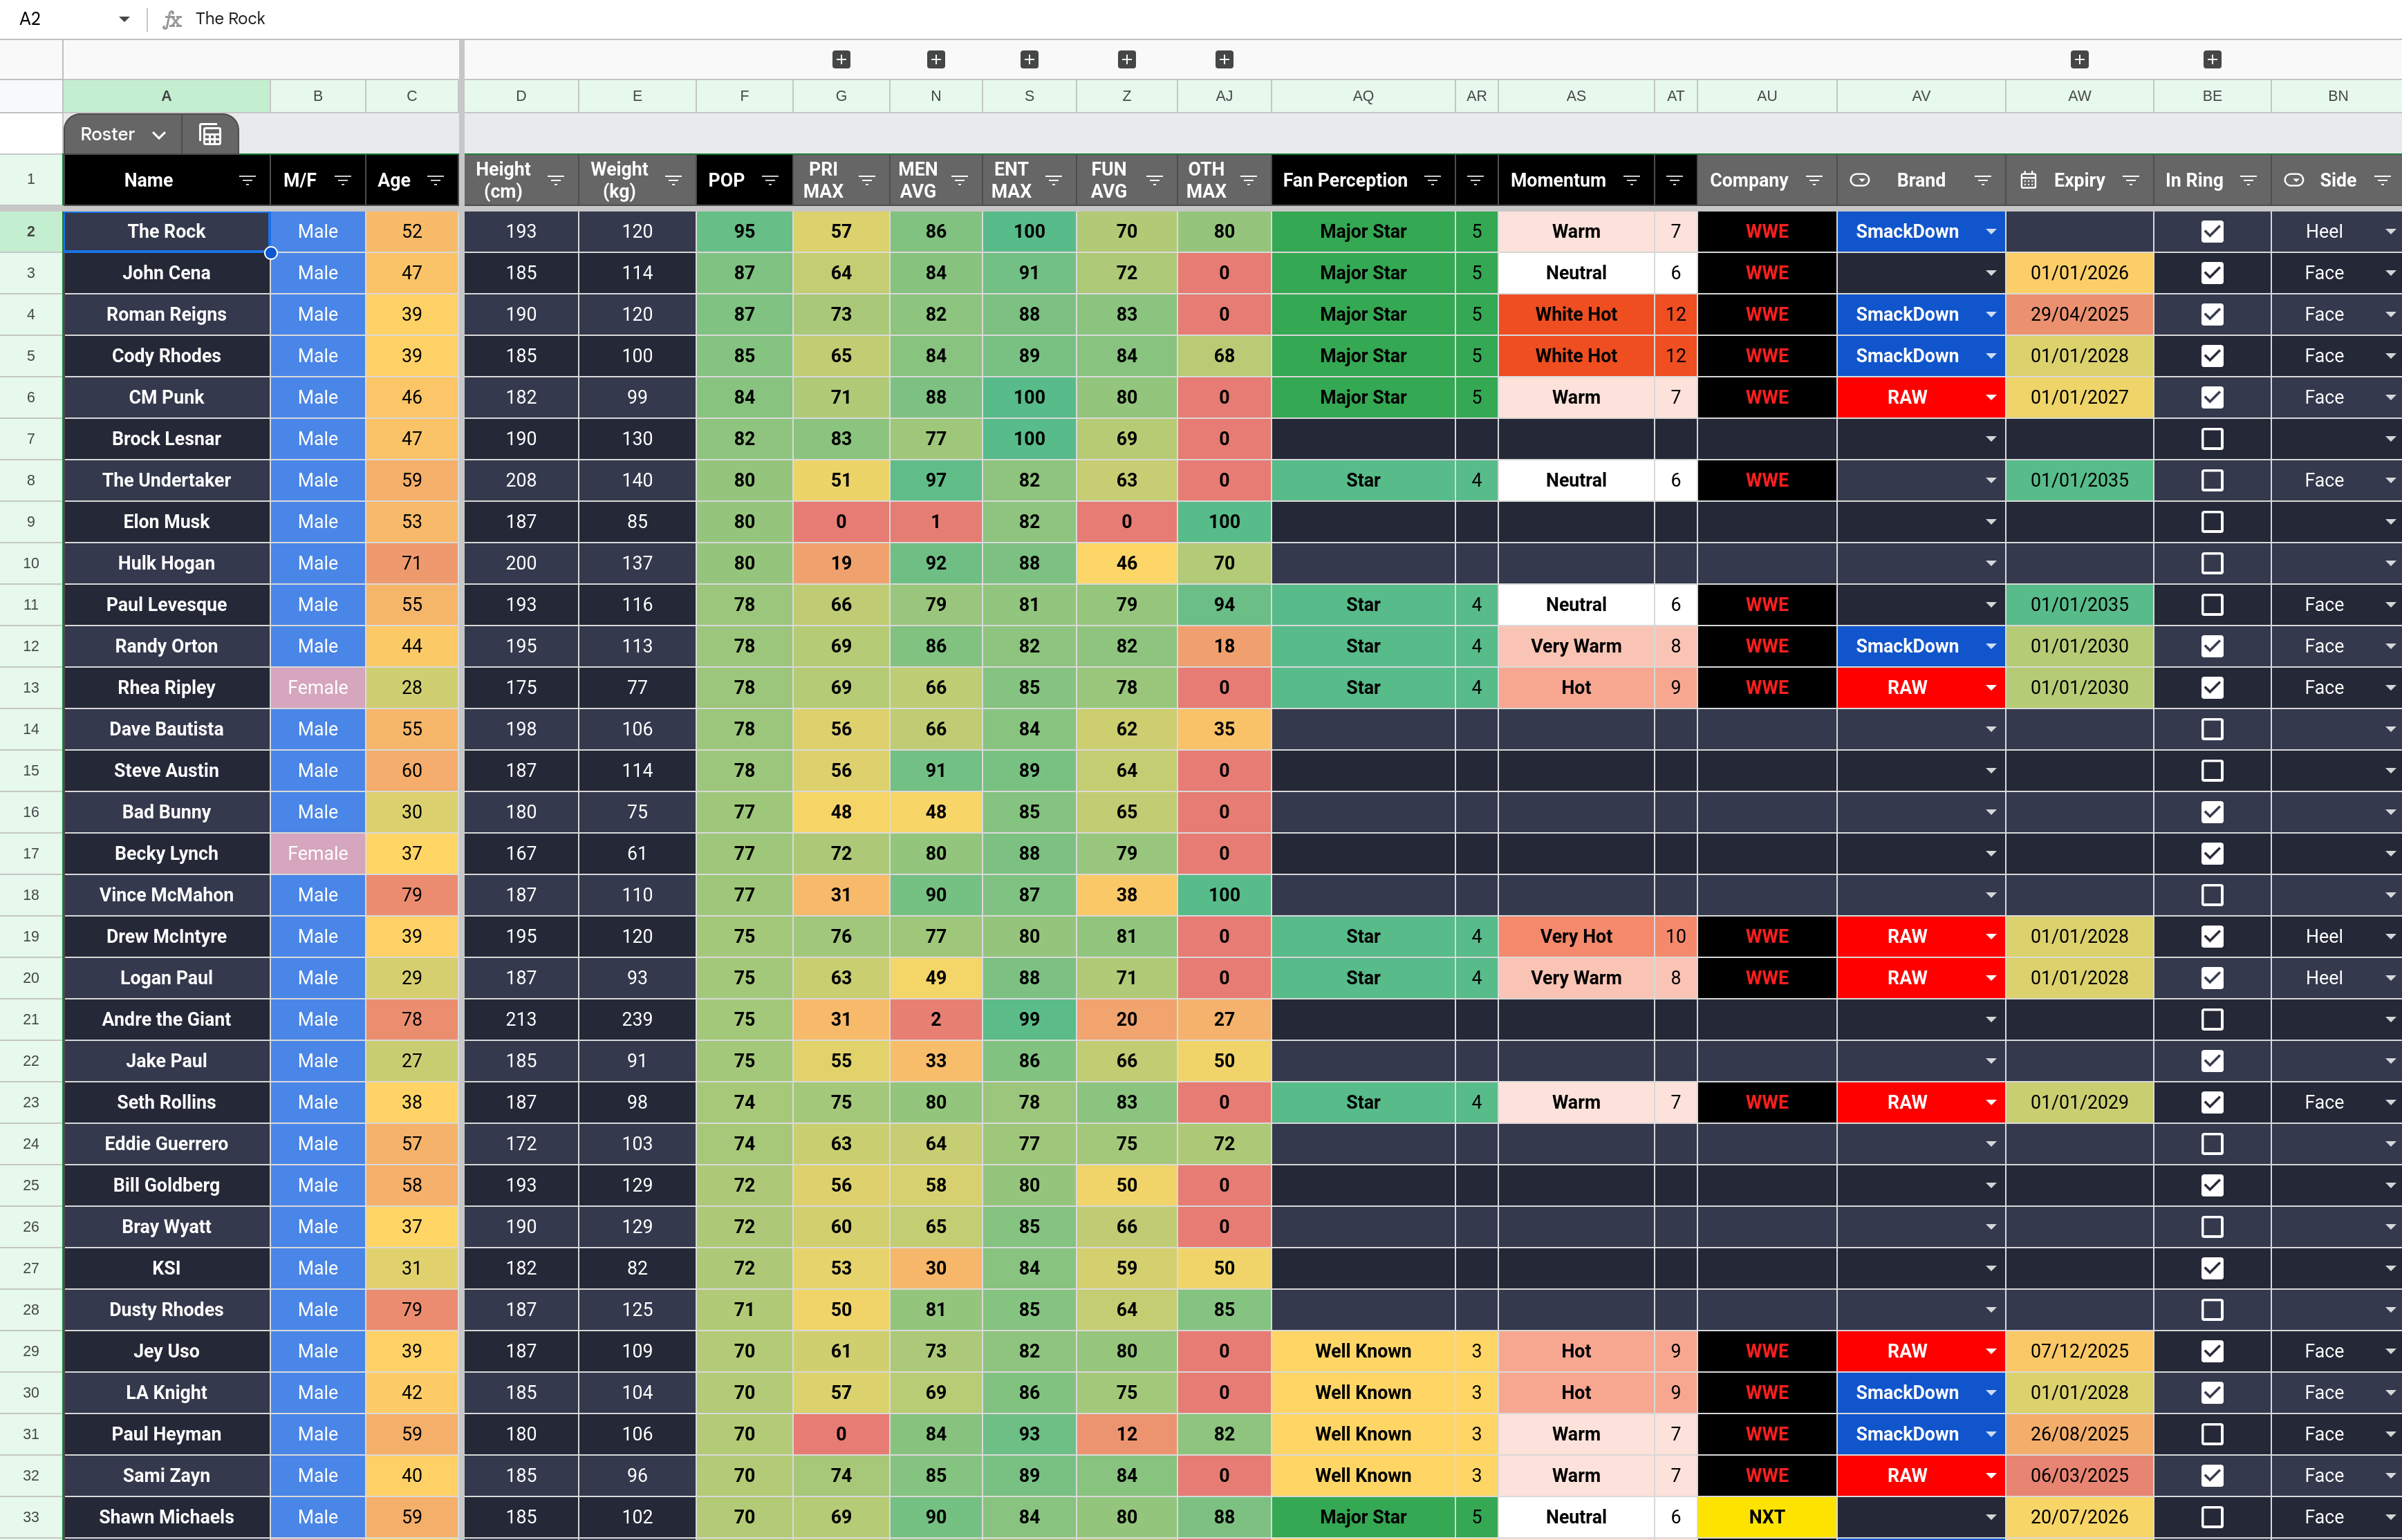 A2 fx The Rock
A B C D E F G N S Z AJ AQ AR AS AT AU AV AW BE BN
Roster
1 Name M/F Age Height (cm) Weight (kg) POP PRI MAX MEN AVG ENT MAX FUN AVG OTH MAX Fan Perception Momentum Company Brand Expiry In Ring Side
2 The Rock Male 52 193 120 95 57 86 100 70 80 Major Star 5 Warm 7 WWE SmackDown Heel
3 John Cena Male 47 185 114 87 64 84 91 72 0 Major Star 5 Neutral 6 WWE 01/01/2026 Face
4 Roman Reigns Male 39 190 120 87 73 82 88 83 0 Major Star 5 White Hot 12 WWE SmackDown 29/04/2025 Face
5 Cody Rhodes Male 39 185 100 85 65 84 89 84 68 Major Star 5 White Hot 12 WWE SmackDown 01/01/2028 Face
6 CM Punk Male 46 182 99 84 71 88 100 80 0 Major Star 5 Warm 7 WWE RAW 01/01/2027 Face
7 Brock Lesnar Male 47 190 130 82 83 77 100 69 0
8 The Undertaker Male 59 208 140 80 51 97 82 63 0 Star 4 Neutral 6 WWE 01/01/2035 Face
9 Elon Musk Male 53 187 85 80 0 1 82 0 100
10 Hulk Hogan Male 71 200 137 80 19 92 88 46 70
11 Paul Levesque Male 55 193 116 78 66 79 81 79 94 Star 4 Neutral 6 WWE 01/01/2035 Face
12 Randy Orton Male 44 195 113 78 69 86 82 82 18 Star 4 Very Warm 8 WWE SmackDown 01/01/2030 Face
13 Rhea Ripley Female 28 175 77 78 69 66 85 78 0 Star 4 Hot 9 WWE RAW 01/01/2030 Face
14 Dave Bautista Male 55 198 106 78 56 66 84 62 35
15 Steve Austin Male 60 187 114 78 56 91 89 64 0
16 Bad Bunny Male 30 180 75 77 48 48 85 65 0
17 Becky Lynch Female 37 167 61 77 72 80 88 79 0
18 Vince McMahon Male 79 187 110 77 31 90 87 38 100
19 Drew McIntyre Male 39 195 120 75 76 77 80 81 0 Star 4 Very Hot 10 WWE RAW 01/01/2028 Heel
20 Logan Paul Male 29 187 93 75 63 49 88 71 0 Star 4 Very Warm 8 WWE RAW 01/01/2028 Heel
21 Andre the Giant Male 78 213 239 75 31 2 99 20 27
22 Jake Paul Male 27 185 91 75 55 33 86 66 50
23 Seth Rollins Male 38 187 98 74 75 80 78 83 0 Star 4 Warm 7 WWE RAW 01/01/2029 Face
24 Eddie Guerrero Male 57 172 103 74 63 64 77 75 72
25 Bill Goldberg Male 58 193 129 72 56 58 80 50 0
26 Bray Wyatt Male 37 190 129 72 60 65 85 66 0
27 KSI Male 31 182 82 72 53 30 84 59 50
28 Dusty Rhodes Male 79 187 125 71 50 81 85 64 85
29 Jey Uso Male 39 187 109 70 61 73 82 80 0 Well Known 3 Hot 9 WWE RAW 07/12/2025 Face
30 LA Knight Male 42 185 104 70 57 69 86 75 0 Well Known 3 Hot 9 WWE SmackDown 01/01/2028 Face
31 Paul Heyman Male 59 180 106 70 0 84 93 12 82 Well Known 3 Warm 7 WWE SmackDown 26/08/2025 Face
32 Sami Zayn Male 40 185 96 70 74 85 89 84 0 Well Known 3 Warm 7 WWE RAW 06/03/2025 Face
33 Shawn Michaels Male 59 185 102 70 69 90 84 80 88 Major Star 5 Neutral 6 NXT 20/07/2026 Face